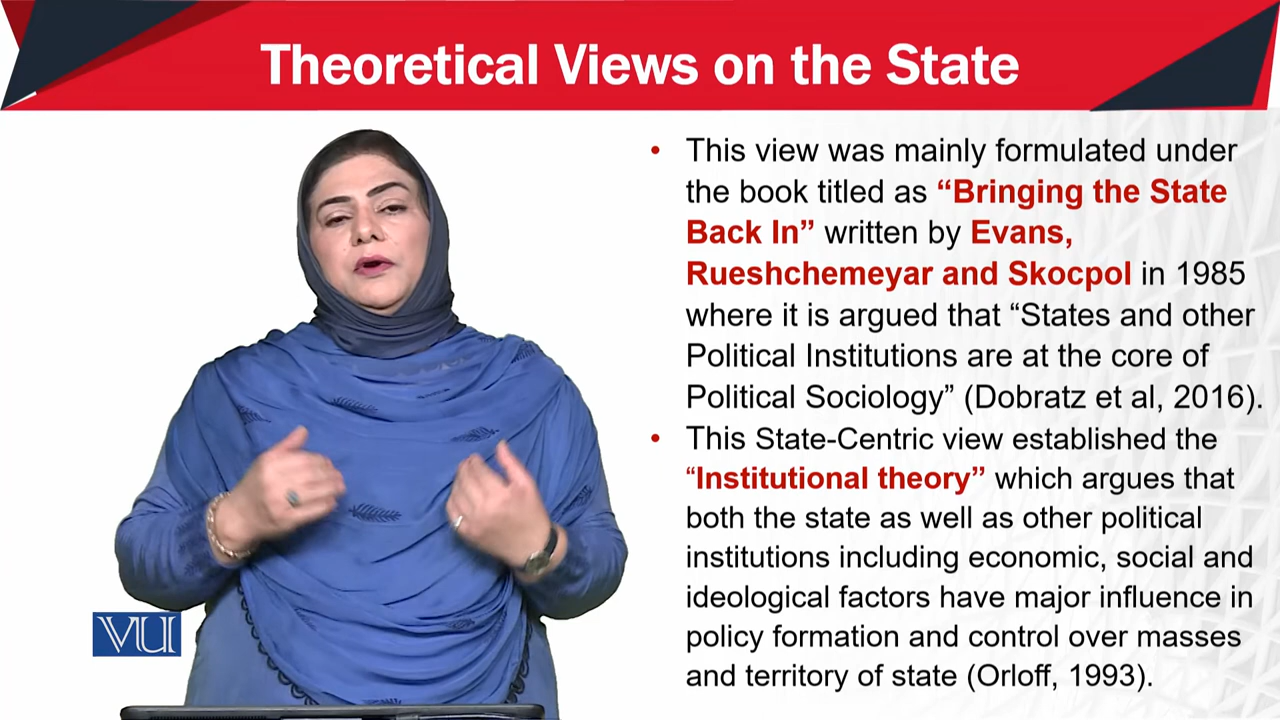 Theoretical Views on the State
• This view was mainly formulated under
the book titled as “Bringing the State
Back In” written by Evans,
Rueshchemeyar and Skocpol in 1985
where it is argued that “States and other
Political Institutions are at the core of
Political Sociology” (Dobratz et al, 2016).
• This State-Centric view established the
“Institutional theory” which argues that
both the state as well as other political
institutions including economic, social and
ideological factors have major influence in
policy formation and control over masses
and territory of state (Orloff, 1993).
VU